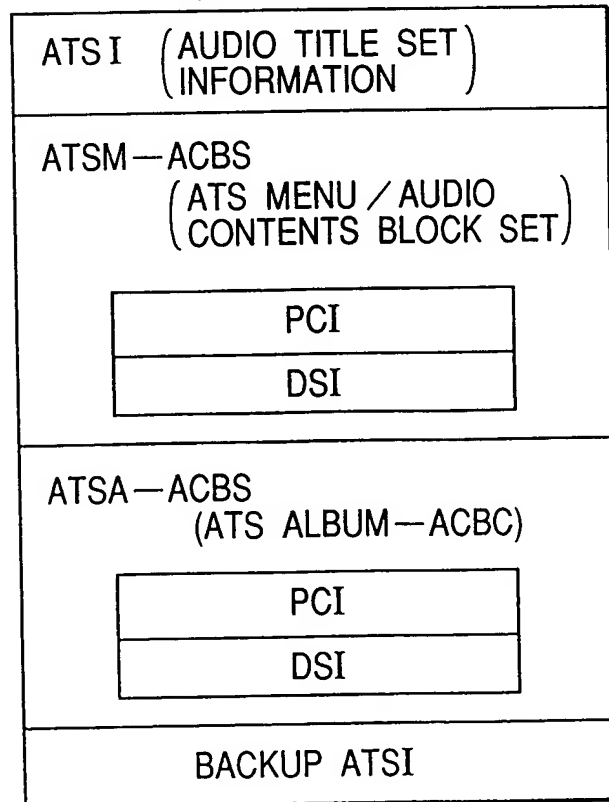 ATSI (AUDIO TITLE SET
INFORMATION)
ATSM—ACBS
(ATS MENU/AUDIO
CONTENTS BLOCK SET)
PCI
DSI
ATSA—ACBS
(ATS ALBUM—ACBC)
PCI
DSI
BACKUP ATSI